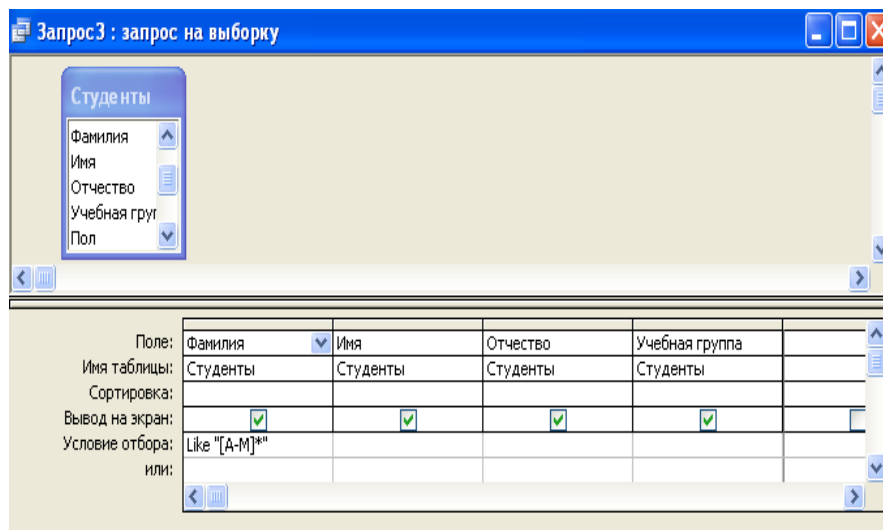 Запрос3 : запрос на выборку
Студенты
Фамилия
Имя
Отчество
Учебная груп
Пол
Поле: Фамилия Имя Отчество Учебная группа
Имя таблицы: Студенты Студенты Студенты Студенты
Сортировка:
Вывод на экран:
Условие отбора: Like "[А-М]*"
или: